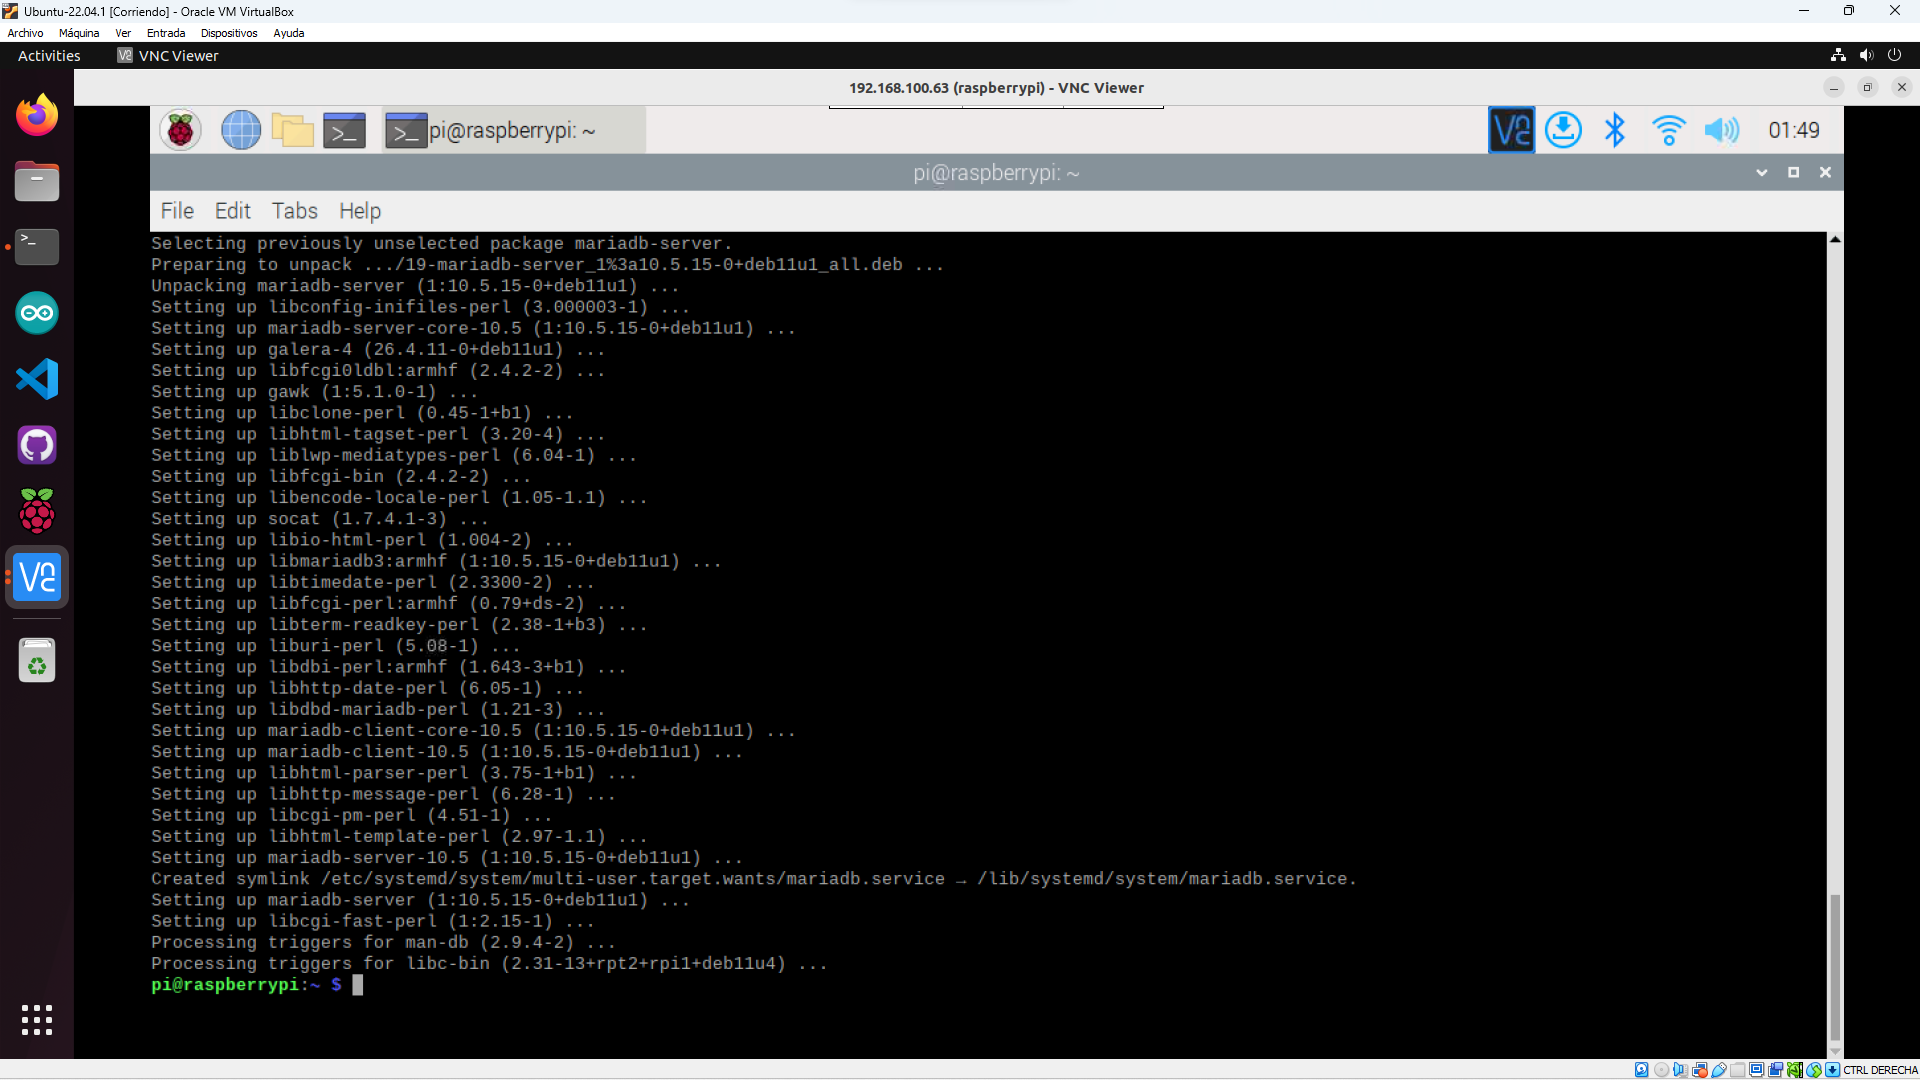 Ubuntu-22.04.1 [Corriendo] - Oracle VM VirtualBox
Archivo Máquina Ver Entrada Dispositivos Ayuda
Activities VNC Viewer
192.168.100.63 (raspberrypi) - VNC Viewer
pi@raspberrypi: ~ 01:49
pi@raspberrypi: ~
File Edit Tabs Help
Selecting previously unselected package mariadb-server.
Preparing to unpack .../19-mariadb-server_1%3a10.5.15-0+deb11u1_all.deb ...
Unpacking mariadb-server (1:10.5.15-0+deb11u1) ...
Setting up libconfig-inifiles-perl (3.000003-1) ...
Setting up mariadb-server-core-10.5 (1:10.5.15-0+deb11u1) ...
Setting up galera-4 (26.4.11-0+deb11u1) ...
Setting up libfcgi0ldbl:armhf (2.4.2-2) ...
Setting up gawk (1:5.1.0-1) ...
Setting up libclone-perl (0.45-1+b1) ...
Setting up libhtml-tagset-perl (3.20-4) ...
Setting up liblwp-mediatypes-perl (6.04-1) ...
Setting up libfcgi-bin (2.4.2-2) ...
Setting up libencode-locale-perl (1.05-1.1) ...
Setting up socat (1.7.4.1-3) ...
Setting up libio-html-perl (1.004-2) ...
Setting up libmariadb3:armhf (1:10.5.15-0+deb11u1) ...
Setting up libtimedate-perl (2.3300-2) ...
Setting up libfcgi-perl:armhf (0.79+ds-2) ...
Setting up libterm-readkey-perl (2.38-1+b3) ...
Setting up liburi-perl (5.08-1) ...
Setting up libdbi-perl:armhf (1.643-3+b1) ...
Setting up libhttp-date-perl (6.05-1) ...
Setting up libdbd-mariadb-perl (1.21-3) ...
Setting up mariadb-client-core-10.5 (1:10.5.15-0+deb11u1) ...
Setting up mariadb-client-10.5 (1:10.5.15-0+deb11u1) ...
Setting up libhtml-parser-perl (3.75-1+b1) ...
Setting up libhttp-message-perl (6.28-1) ...
Setting up libcgi-pm-perl (4.51-1) ...
Setting up libhtml-template-perl (2.97-1.1) ...
Setting up mariadb-server-10.5 (1:10.5.15-0+deb11u1) ...
Created symlink /etc/systemd/system/multi-user.target.wants/mariadb.service → /lib/systemd/system/mariadb.service.
Setting up mariadb-server (1:10.5.15-0+deb11u1) ...
Setting up libcgi-fast-perl (1:2.15-1) ...
Processing triggers for man-db (2.9.4-2) ...
Processing triggers for libc-bin (2.31-13+rpt2+rpi1+deb11u4) ...
pi@raspberrypi:~ $
CTRL DERECHA